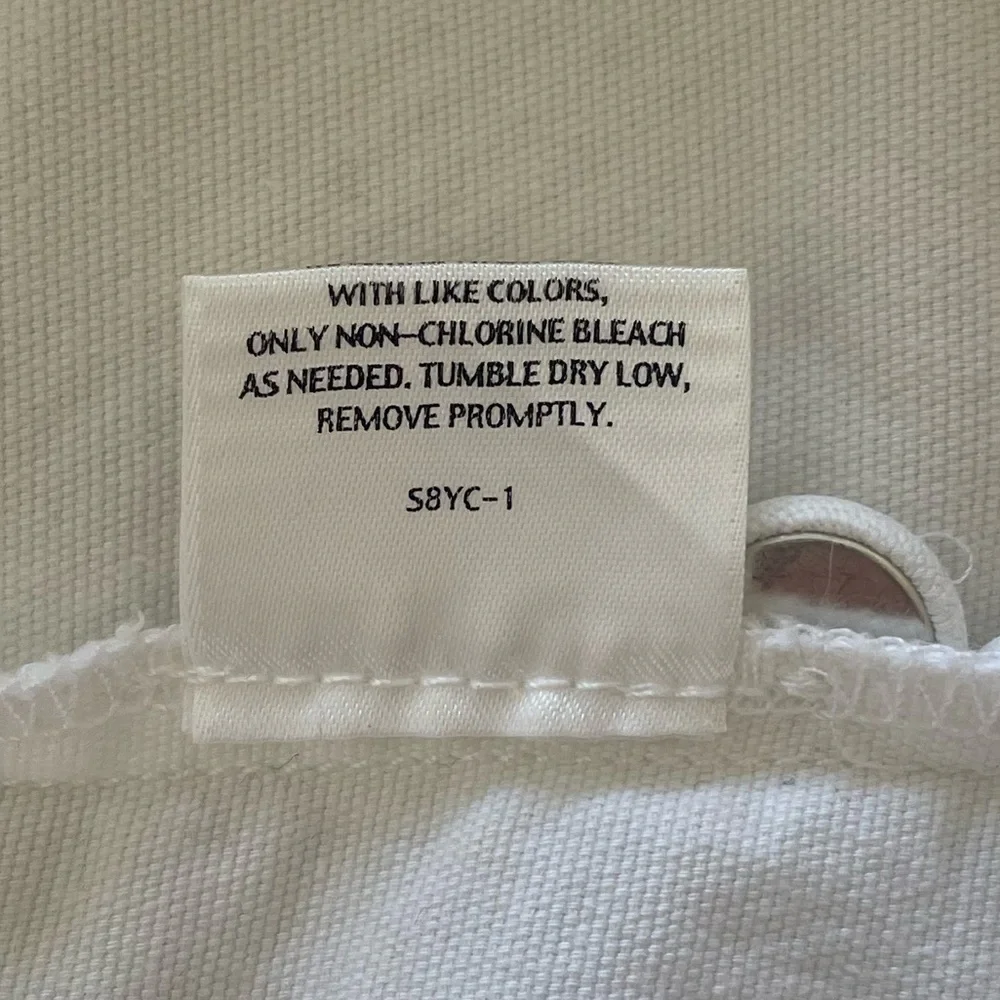 WITH LIKE COLORS,
ONLY NON-CHLORINE BLEACH
AS NEEDED. TUMBLE DRY LOW,
REMOVE PROMPTLY.
S8YC-1